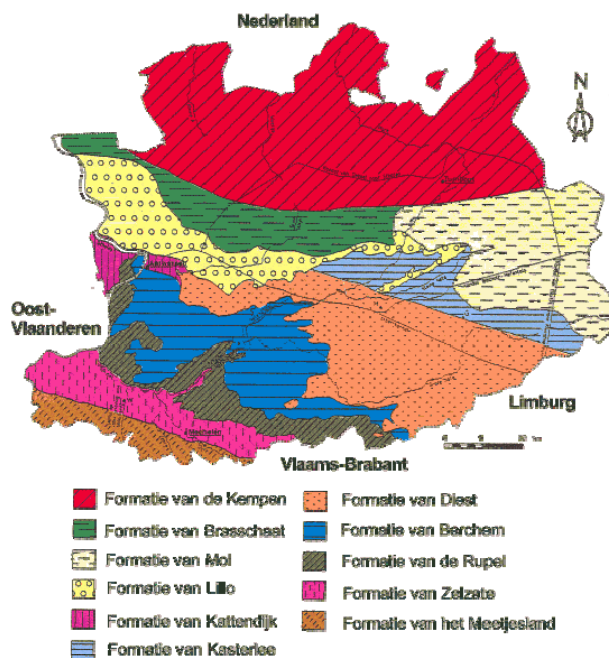 Nederland
N
Oost-
Vlaanderen
Limburg
Vlaams-Brabant
Formatie van de Kempen
Formatie van Brasschaat
Formatie van Mol
Formatie van Lillo
Formatie van Kattendijk
Formatie van Kasterlee
Formatie van Diest
Formatie van Berchem
Formatie van de Rupel
Formatie van Zelzate
Formatie van het Meetjesland